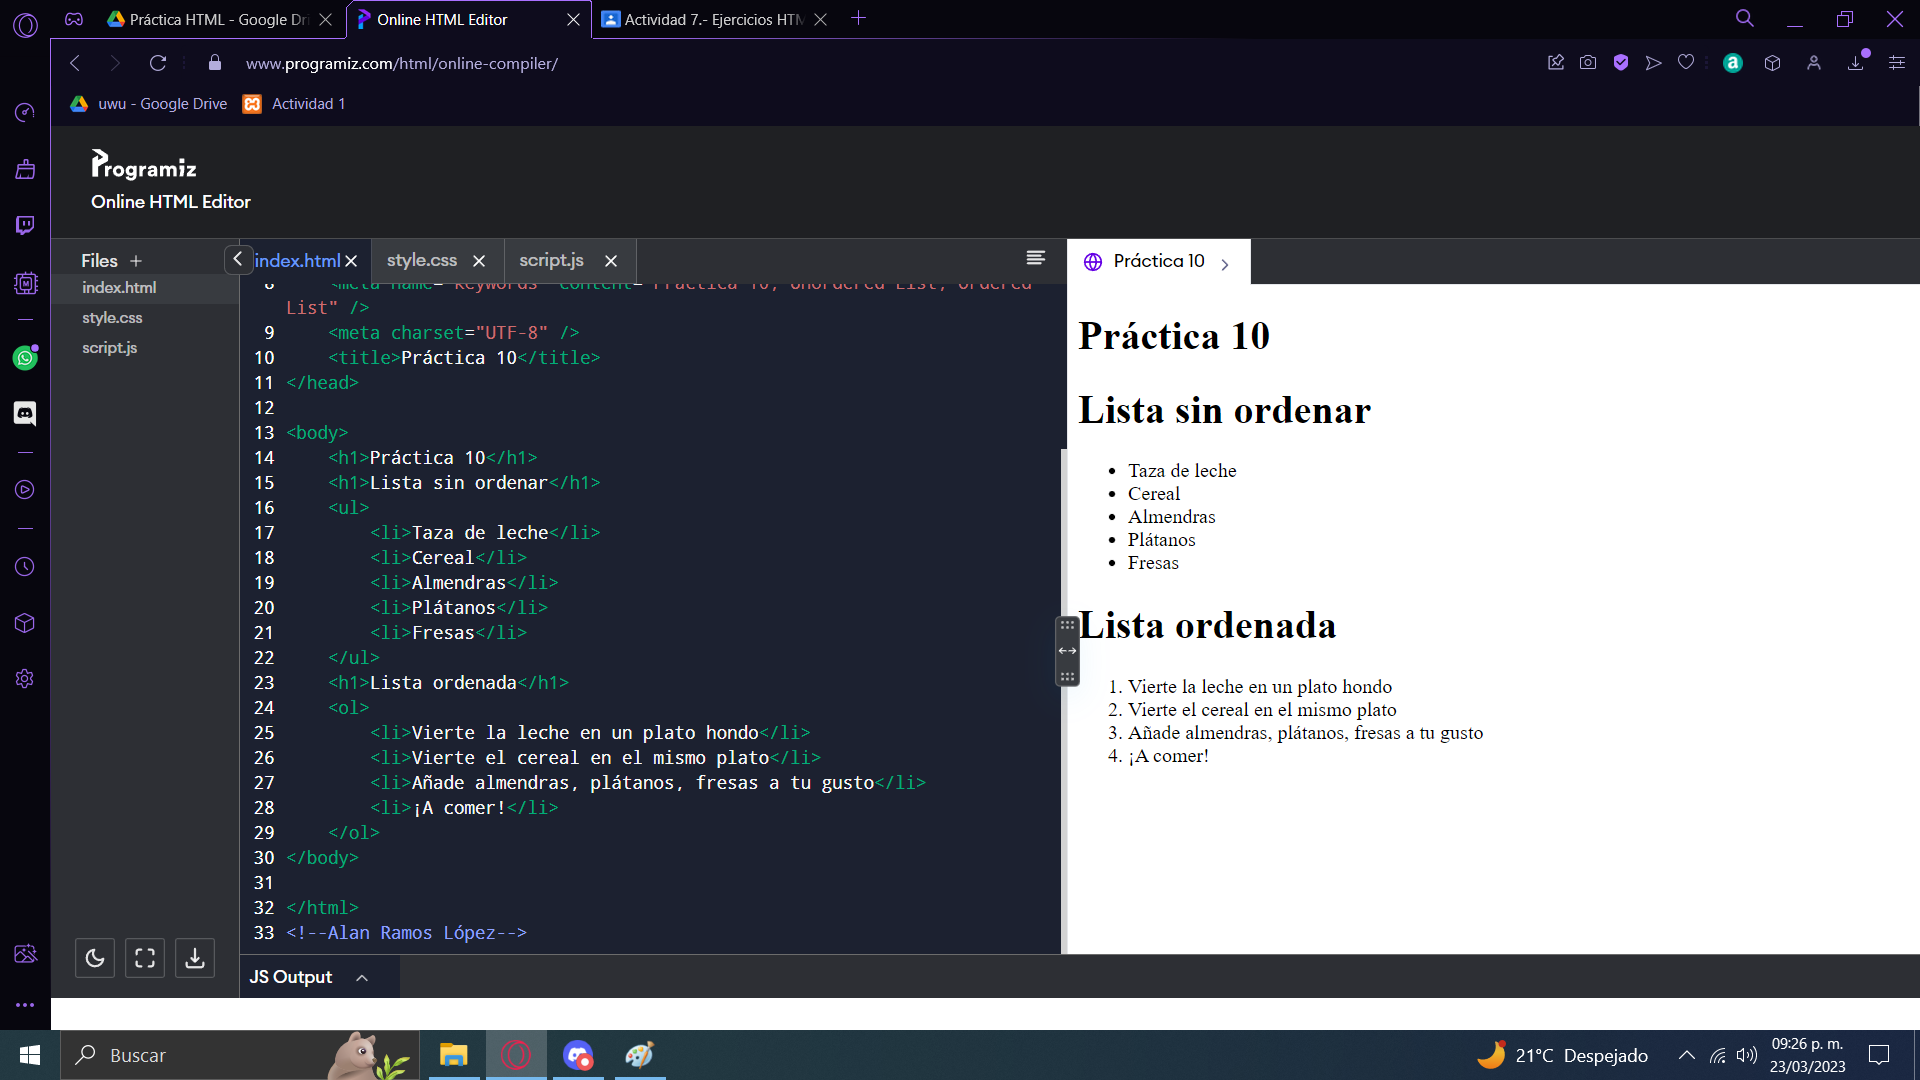 Práctica HTML - Google Dri
Online HTML Editor
Actividad 7.- Ejercicios HTM
www.programiz.com/html/online-compiler/
uwu - Google Drive
Actividad 1
Programiz
Online HTML Editor
Files +
index.html
style.css
script.js
index.html
style.css
script.js
8 <meta name="keywords" content="Práctica 10, Unordered List, Ordered
List" />
9 <meta charset="UTF-8" />
10 <title>Práctica 10</title>
11 </head>
12
13 <body>
14 <h1>Práctica 10</h1>
15 <h1>Lista sin ordenar</h1>
16 <ul>
17 <li>Taza de leche</li>
18 <li>Cereal</li>
19 <li>Almendras</li>
20 <li>Plátanos</li>
21 <li>Fresas</li>
22 </ul>
23 <h1>Lista ordenada</h1>
24 <ol>
25 <li>Vierte la leche en un plato hondo</li>
26 <li>Vierte el cereal en el mismo plato</li>
27 <li>Añade almendras, plátanos, fresas a tu gusto</li>
28 <li>¡A comer!</li>
29 </ol>
30 </body>
31
32 </html>
33 <!--Alan Ramos López-->
JS Output
Práctica 10
Práctica 10
Lista sin ordenar
• Taza de leche
• Cereal
• Almendras
• Plátanos
• Fresas
Lista ordenada
1. Vierte la leche en un plato hondo
2. Vierte el cereal en el mismo plato
3. Añade almendras, plátanos, fresas a tu gusto
4. ¡A comer!
Buscar
21°C Despejado
09:26 p. m.
23/03/2023